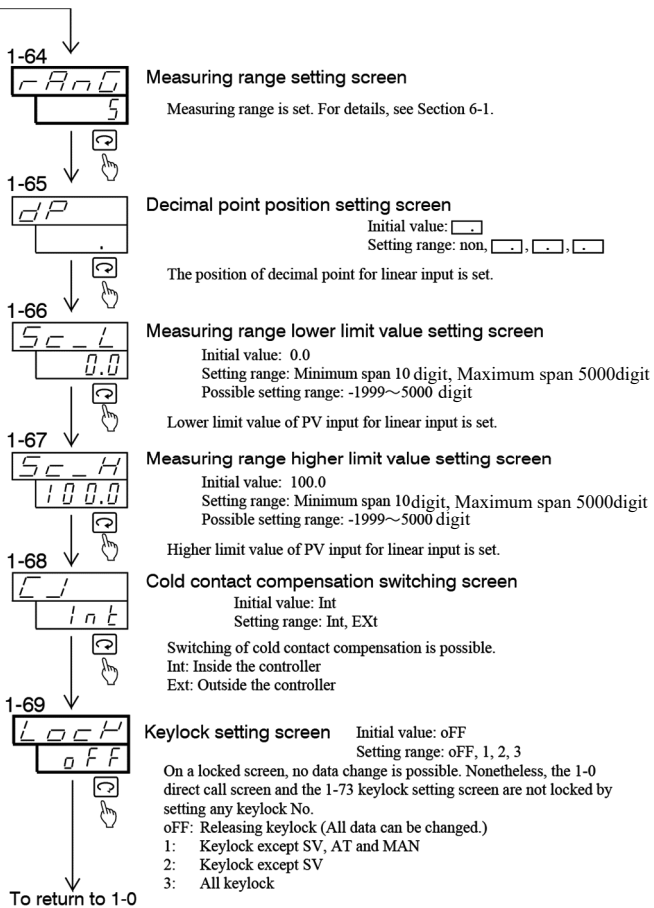 1-64
rAnG
5
Measuring range setting screen
Measuring range is set. For details, see Section 6-1.
1-65
dP
.
Decimal point position setting screen
Initial value: .
Setting range: non, . , . , .
The position of decimal point for linear input is set.
1-66
Sc_L
0.0
Measuring range lower limit value setting screen
Initial value: 0.0
Setting range: Minimum span 10 digit, Maximum span 5000digit
Possible setting range: -1999～5000 digit
Lower limit value of PV input for linear input is set.
1-67
Sc_H
100.0
Measuring range higher limit value setting screen
Initial value: 100.0
Setting range: Minimum span 10digit, Maximum span 5000digit
Possible setting range: -1999～5000 digit
Higher limit value of PV input for linear input is set.
1-68
CJ
int
Cold contact compensation switching screen
Initial value: Int
Setting range: Int, EXt
Switching of cold contact compensation is possible.
Int: Inside the controller
Ext: Outside the controller
1-69
LocK
oFF
Keylock setting screen Initial value: oFF
Setting range: oFF, 1, 2, 3
On a locked screen, no data change is possible. Nonetheless, the 1-0
direct call screen and the 1-73 keylock setting screen are not locked by
setting any keylock No.
oFF: Releasing keylock (All data can be changed.)
1: Keylock except SV, AT and MAN
2: Keylock except SV
3: All keylock
To return to 1-0